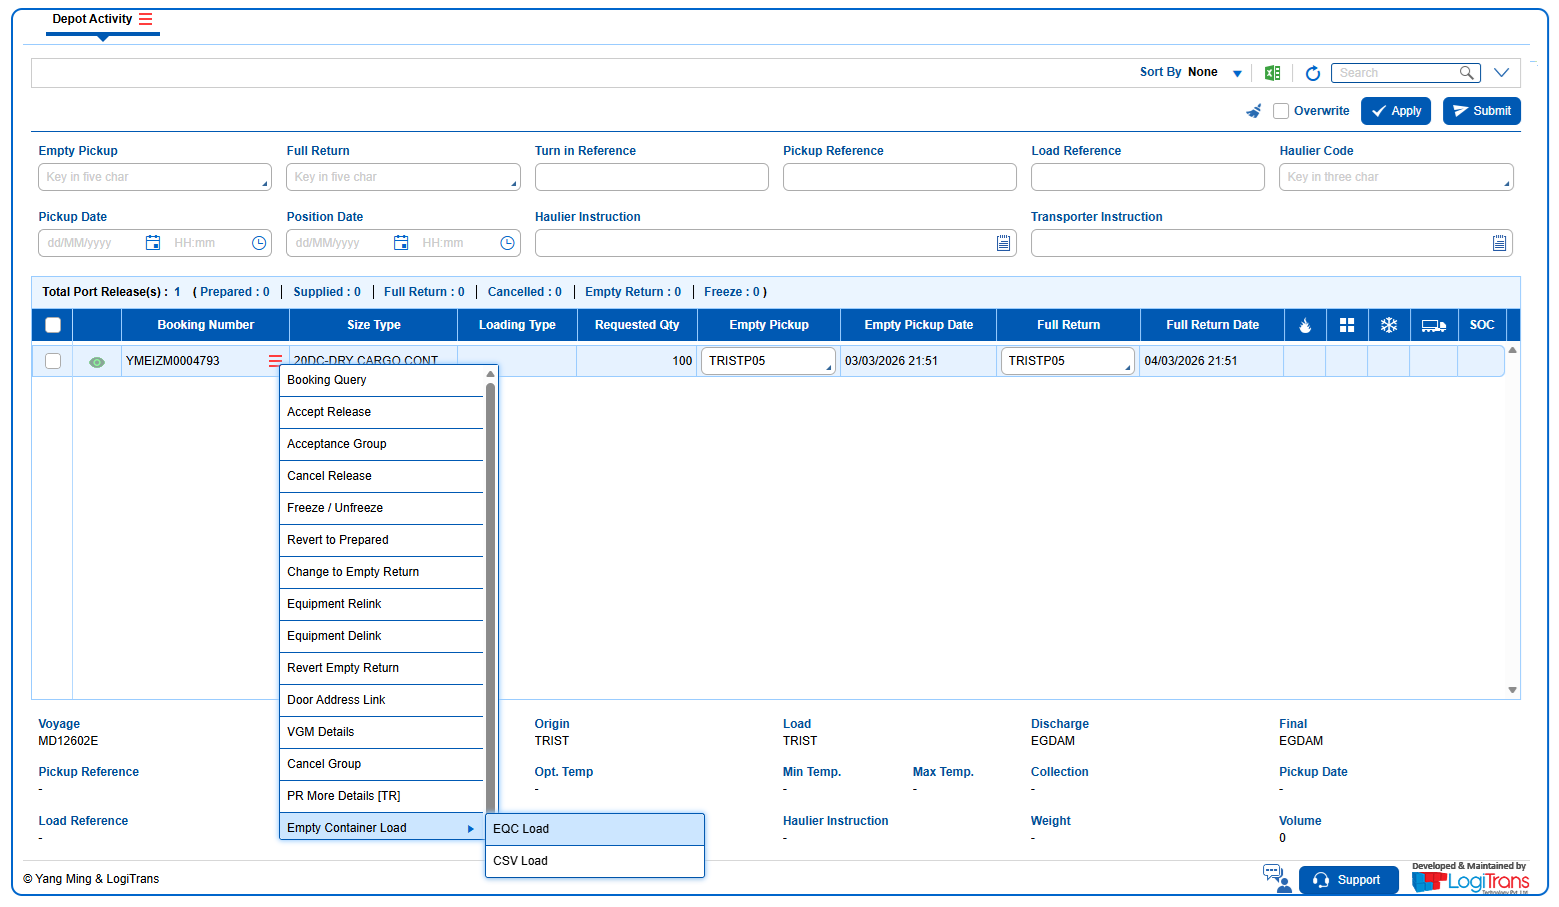 Depot Activity
Sort By None
Search
Overwrite
Apply
Submit
Empty Pickup
Full Return
Turn in Reference
Pickup Reference
Load Reference
Haulier Code
Key in five char
Key in five char
Key in three char
Pickup Date
Position Date
Haulier Instruction
Transporter Instruction
dd/MM/yyyy
HH:mm
dd/MM/yyyy
HH:mm
Total Port Release(s) : 1 ( Prepared : 0 | Supplied : 0 | Full Return : 0 | Cancelled : 0 | Empty Return : 0 | Freeze : 0 )
Booking Number
Size Type
Loading Type
Requested Qty
Empty Pickup
Empty Pickup Date
Full Return
Full Return Date
SOC
YMEIZM0004793
20DC-DRY CARGO CONT
100
TRISTP05
03/03/2026 21:51
TRISTP05
04/03/2026 21:51
Booking Query
Accept Release
Acceptance Group
Cancel Release
Freeze / Unfreeze
Revert to Prepared
Change to Empty Return
Equipment Relink
Equipment Delink
Revert Empty Return
Door Address Link
VGM Details
Cancel Group
PR More Details [TR]
Empty Container Load
EQC Load
CSV Load
Voyage
MD12602E
Origin
TRIST
Load
TRIST
Discharge
EGDAM
Final
EGDAM
Pickup Reference
-
Opt. Temp
-
Min Temp.
-
Max Temp.
-
Collection
-
Pickup Date
-
Load Reference
-
Haulier Instruction
-
Weight
-
Volume
0
© Yang Ming & LogiTrans
Support
Developed & Maintained by
LogiTrans
Technology Pvt. Ltd.